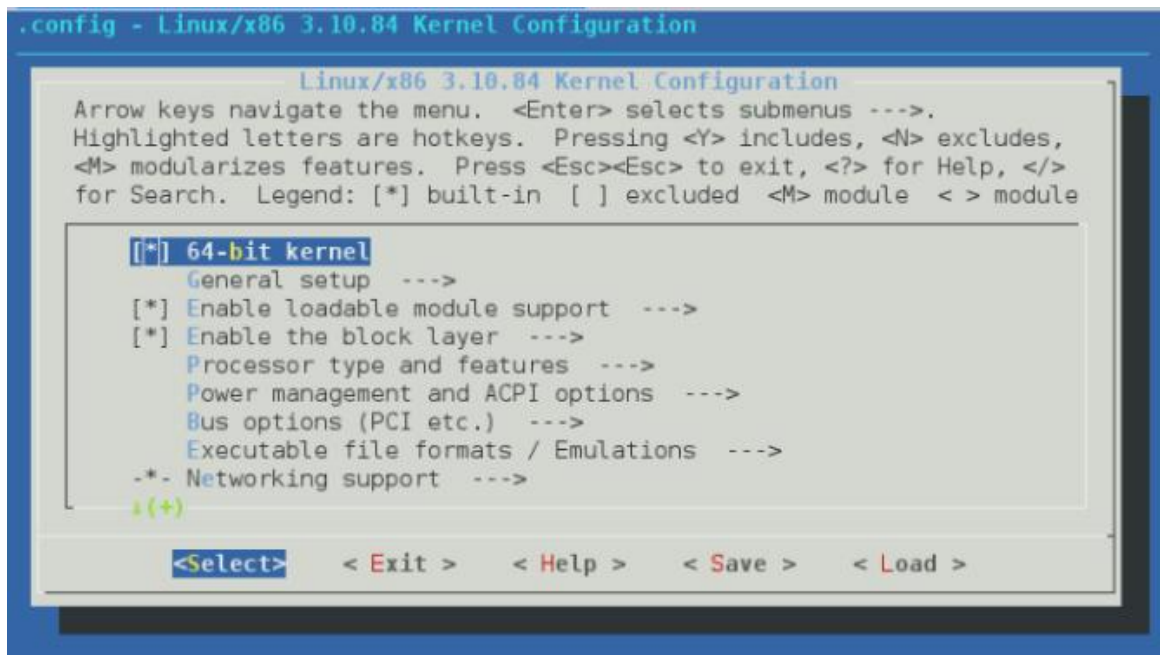 .config - Linux/x86 3.10.84 Kernel Configuration
Linux/x86 3.10.84 Kernel Configuration
Arrow keys navigate the menu.  <Enter> selects submenus --->.
Highlighted letters are hotkeys.  Pressing <Y> includes, <N> excludes,
<M> modularizes features.  Press <Esc><Esc> to exit, <?> for Help, </>
for Search.  Legend: [*] built-in  [ ] excluded  <M> module  < > module
[*] 64-bit kernel
General setup  --->
[*] Enable loadable module support  --->
[*] Enable the block layer  --->
Processor type and features  --->
Power management and ACPI options  --->
Bus options (PCI etc.)  --->
Executable file formats / Emulations  --->
-*- Networking support  --->
↓(+)
<Select>    < Exit >    < Help >    < Save >    < Load >